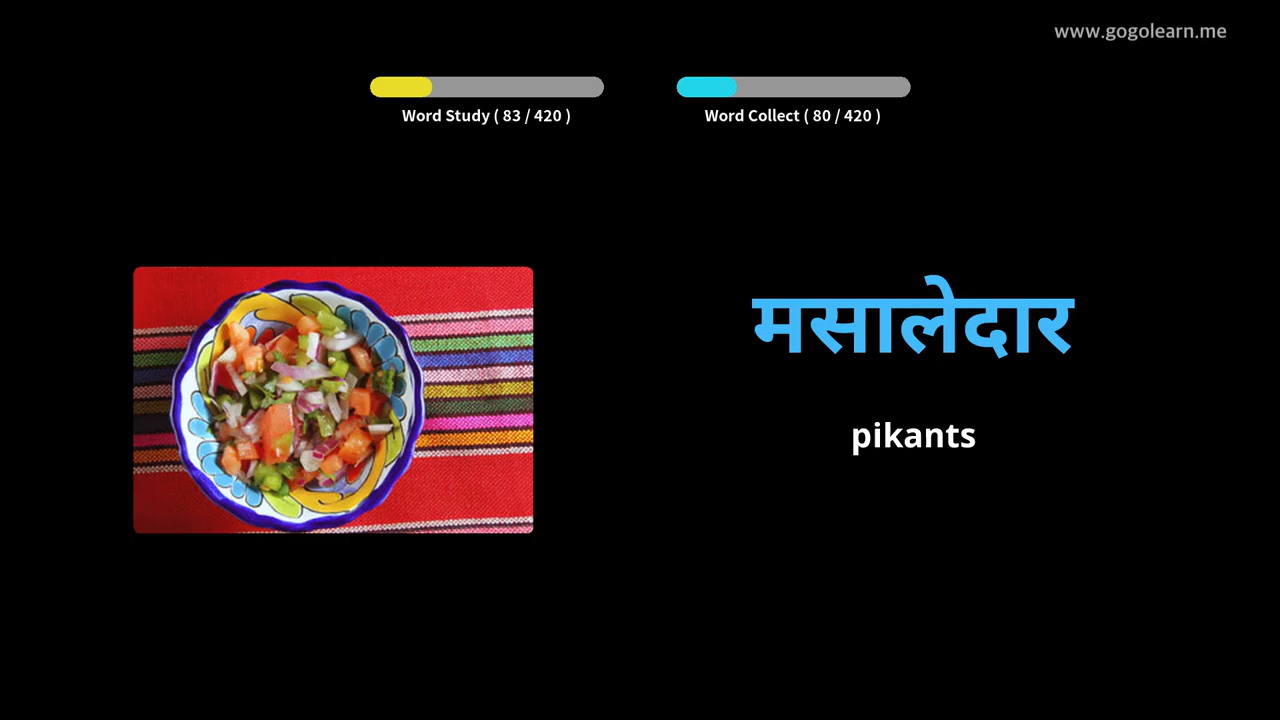 www.gogolearn.me
Word Study ( 83 / 420 )
Word Collect ( 80 / 420 )
मसालेदार
pikants